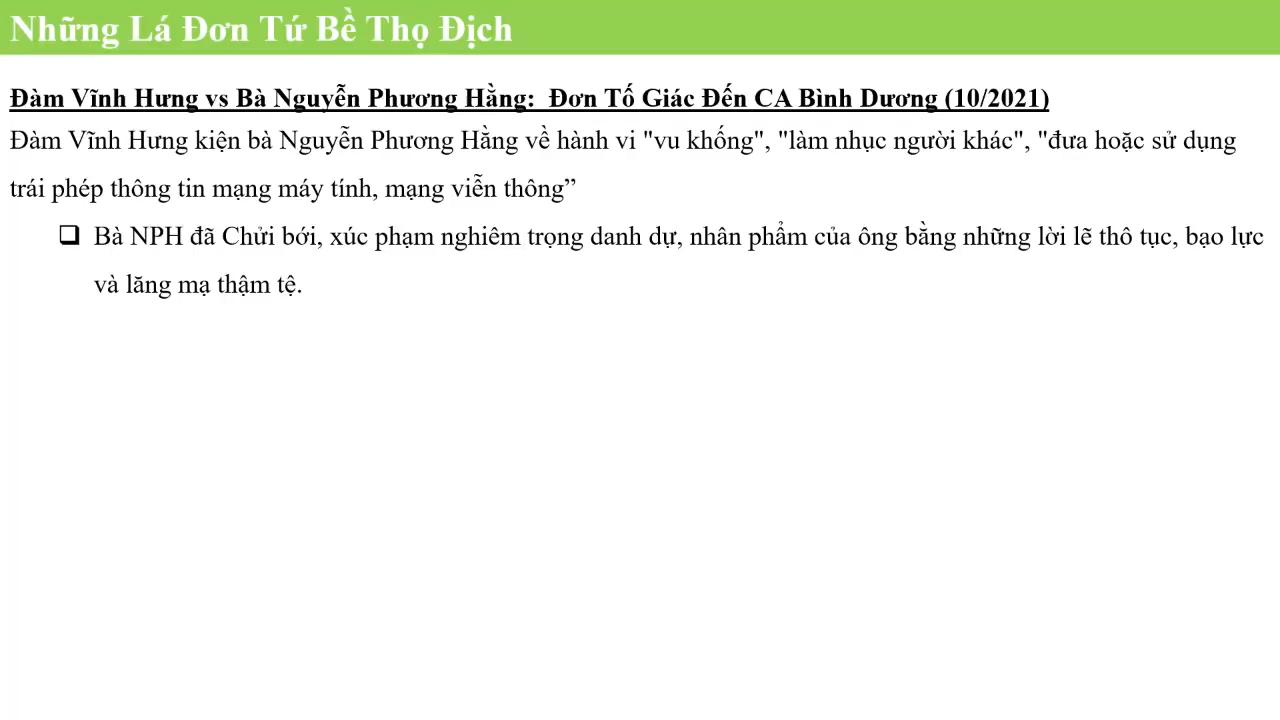 Những Lá Đơn Tứ Bề Thọ Địch
Đàm Vĩnh Hưng vs Bà Nguyễn Phương Hằng: Đơn Tố Giác Đến CA Bình Dương (10/2021)
Đàm Vĩnh Hưng kiện bà Nguyễn Phương Hằng về hành vi "vu khống", "làm nhục người khác", "đưa hoặc sử dụng
trái phép thông tin mạng máy tính, mạng viễn thông”
Bà NPH đã Chửi bới, xúc phạm nghiêm trọng danh dự, nhân phẩm của ông bằng những lời lẽ thô tục, bạo lực
và lăng mạ thậm tệ.